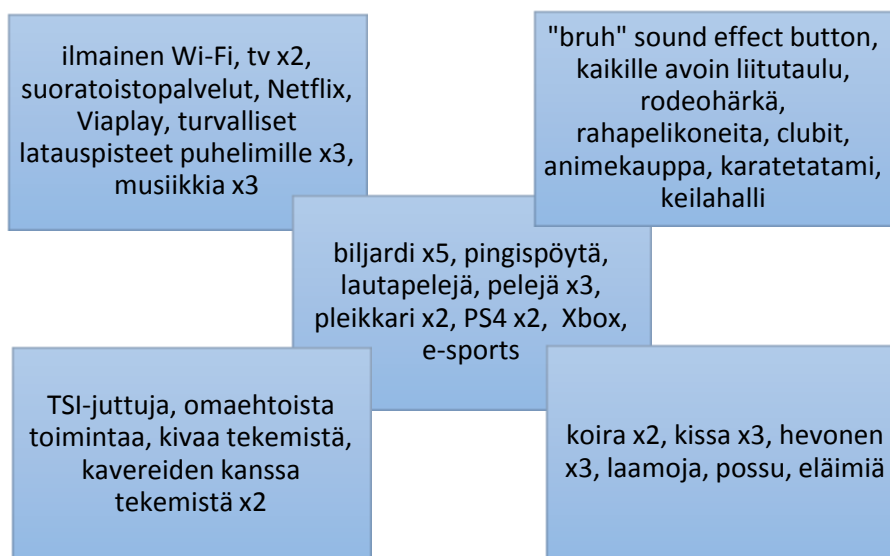 ilmainen Wi-Fi, tv x2,
suoratoistopalvelut, Netflix,
Viaplay, turvalliset
latauspisteet puhelimille x3,
musiikkia x3
"bruh" sound effect button,
kaikille avoin liitutaulu,
rodeohärkä,
rahapelikoneita, clubit,
animekauppa, karatetatami,
keilahalli
biljardi x5, pingispöytä,
lautapelejä, pelejä x3,
pleikkari x2, PS4 x2, Xbox,
e-sports
TSI-juttuja, omaehtoista
toimintaa, kivaa tekemistä,
kavereiden kanssa
tekemistä x2
koira x2, kissa x3, hevonen
x3, laamoja, possu, eläimiä